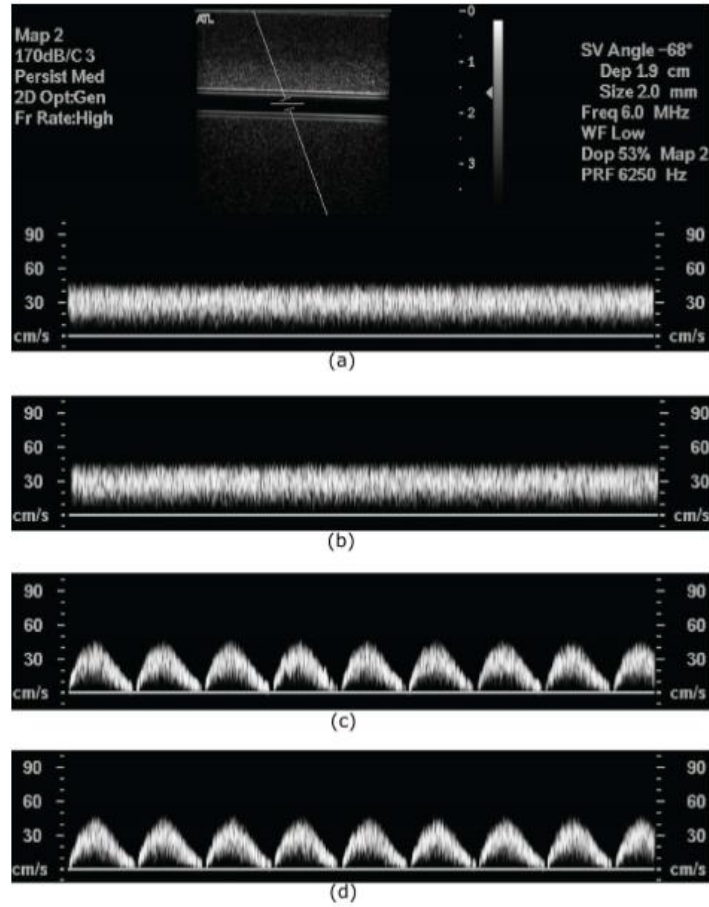 Map 2
170dB/C 3
Persist Med
2D Opt:Gen
Fr Rate:High
ATL
-0
-1
-2
-3
SV Angle -68°
Dep 1.9 cm
Size 2.0 mm
Freq 6.0 MHz
WF Low
Dop 53% Map 2
PRF 6250 Hz
90 - - 90
60 - - 60
30 - - 30
cm/s cm/s
(a)
90 - - 90
60 - - 60
30 - - 30
cm/s cm/s
(b)
90 - - 90
60 - - 60
30 - - 30
cm/s cm/s
(c)
90 - - 90
60 - - 60
30 - - 30
cm/s cm/s
(d)